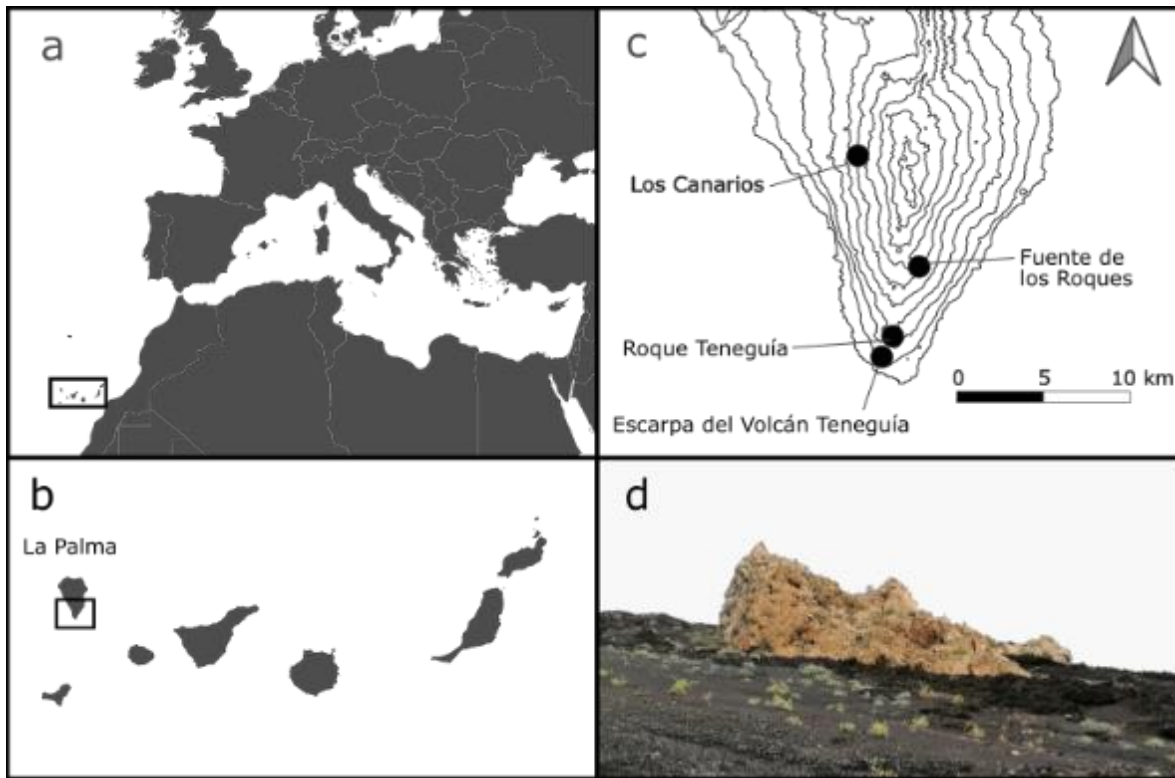 a
c
Los Canarios
Fuente de
los Roques
Roque Teneguía
0 5 10 km
Escarpa del Volcán Teneguía
b
La Palma
d